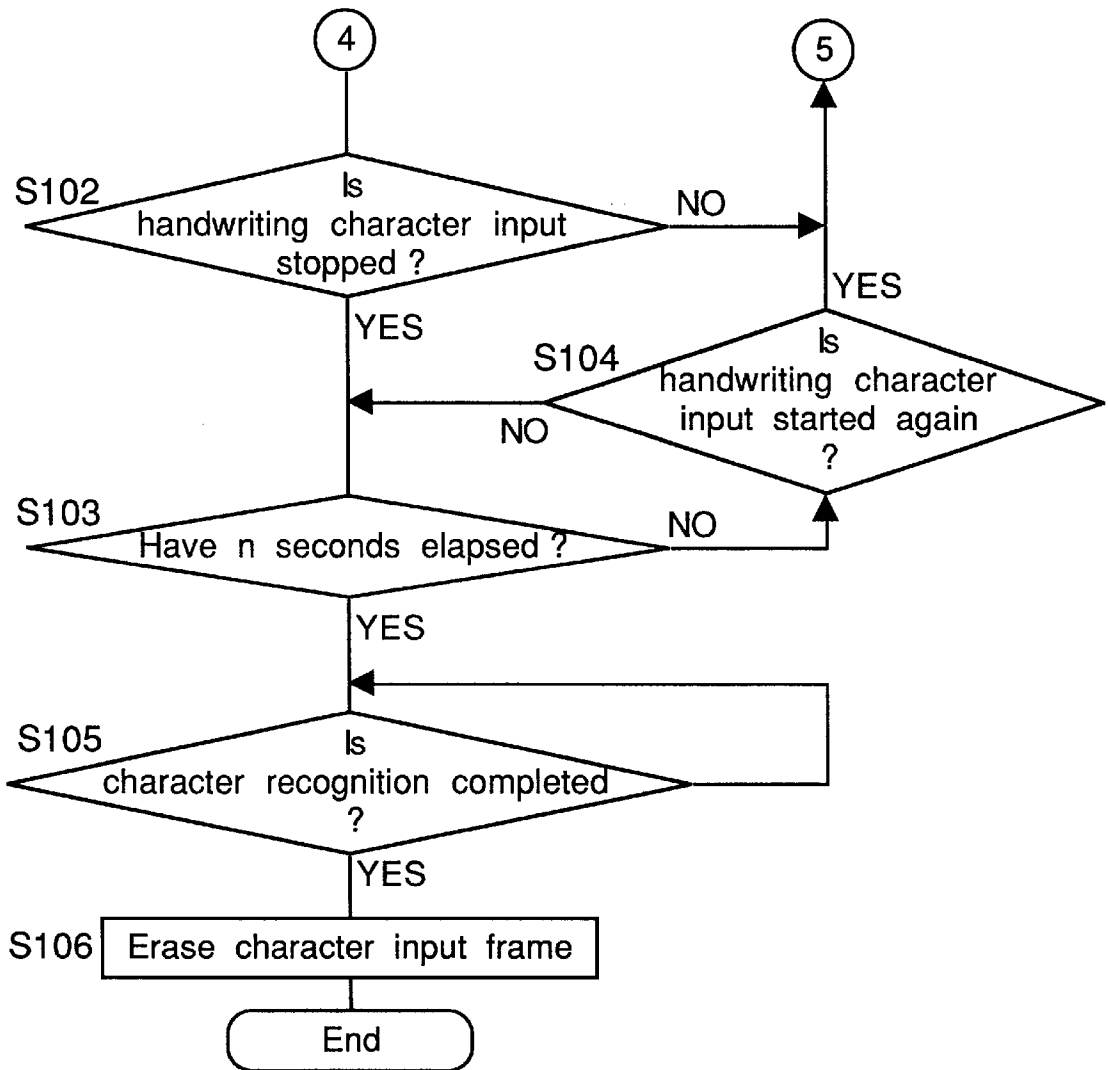 4
5
S102
Is
handwriting character input
stopped ?
NO
YES
YES
S104
Is
handwriting character
input started again
?
NO
S103
Have n seconds elapsed ?
NO
YES
S105
Is
character recognition completed
?
YES
S106
Erase character input frame
End